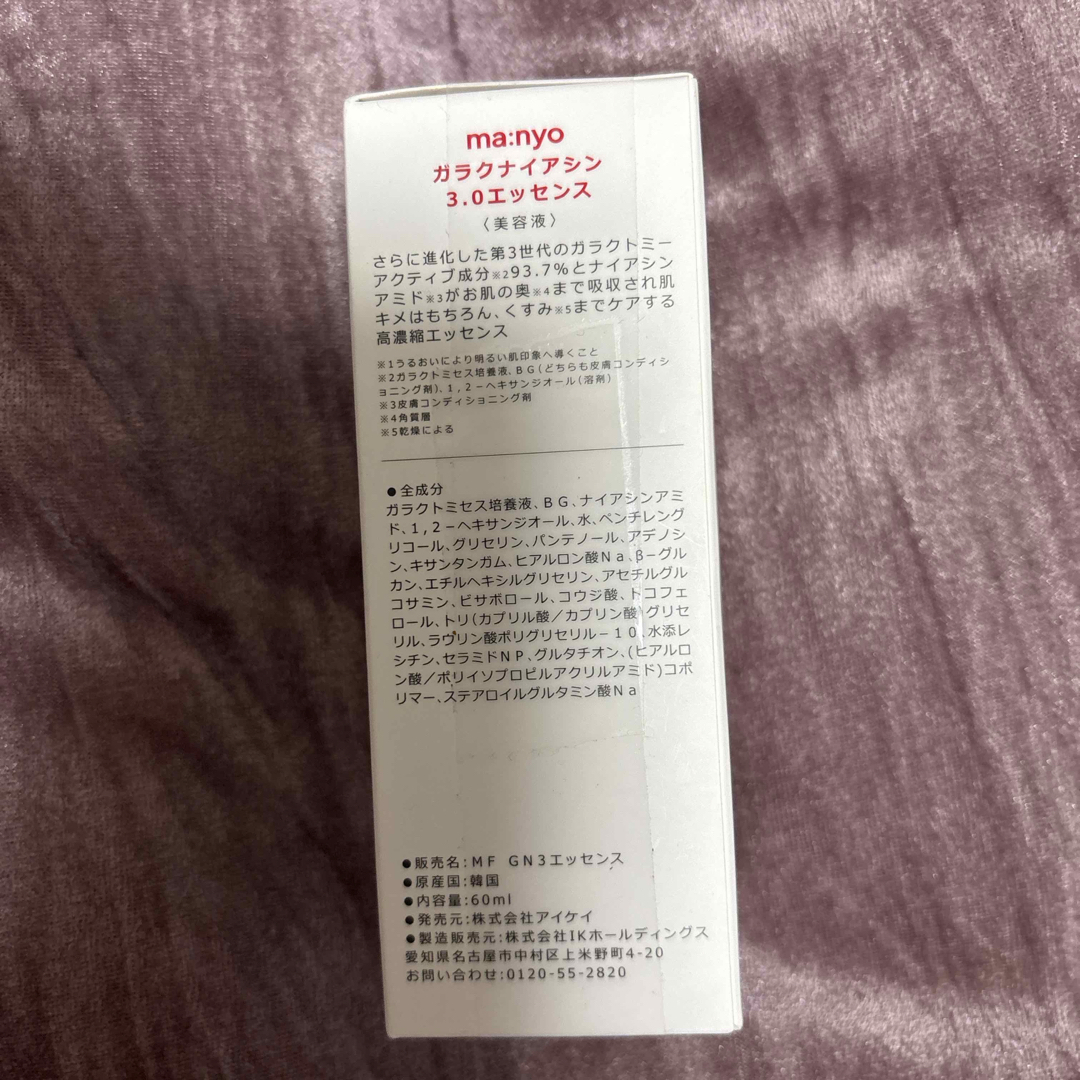 ma:nyo
ガラクナイアシン
3.0エッセンス
〈美容液〉
さらに進化した第3世代のガラクトミー
アクティブ成分※293.7%とナイアシン
アミド※3がお肌の奥※4まで吸収され肌
キメはもちろん、くすみ※5までケアする
高濃縮エッセンス
※1うるおいにより明るい肌印象へ導くこと
※2ガラクトミセス培養液、BG(どちらも皮膚コンディシ
ョニング剤)、1,2-ヘキサンジオール(溶剤)
※3皮膚コンディショニング剤
※4角質層
※5乾燥による
●全成分
ガラクトミセス培養液、BG、ナイアシンアミ
ド、1,2-ヘキサンジオール、水、ペンチレング
リコール、グリセリン、パンテノール、アデノシ
ン、キサンタンガム、ヒアルロン酸Na、β-グル
カン、エチルヘキシルグリセリン、アセチルグル
コサミン、ビサボロール、コウジ酸、トコフェ
ロール、トリ(カプリル酸/カプリン酸)グリセ
リル、ラウリン酸ポリグリセリル-10、水添レ
シチン、セラミドNP、グルタチオン、(ヒアルロ
ン酸/ポリイソプロピルアクリルアミド)コポ
リマー、ステアロイルグルタミン酸Na
●販売名:MF GN3エッセンス
●原産国:韓国
●内容量:60ml
●発売元:株式会社アイケイ
●製造販売元:株式会社IKホールディングス
愛知県名古屋市中村区上米野町4-20
お問い合わせ:0120-55-2820